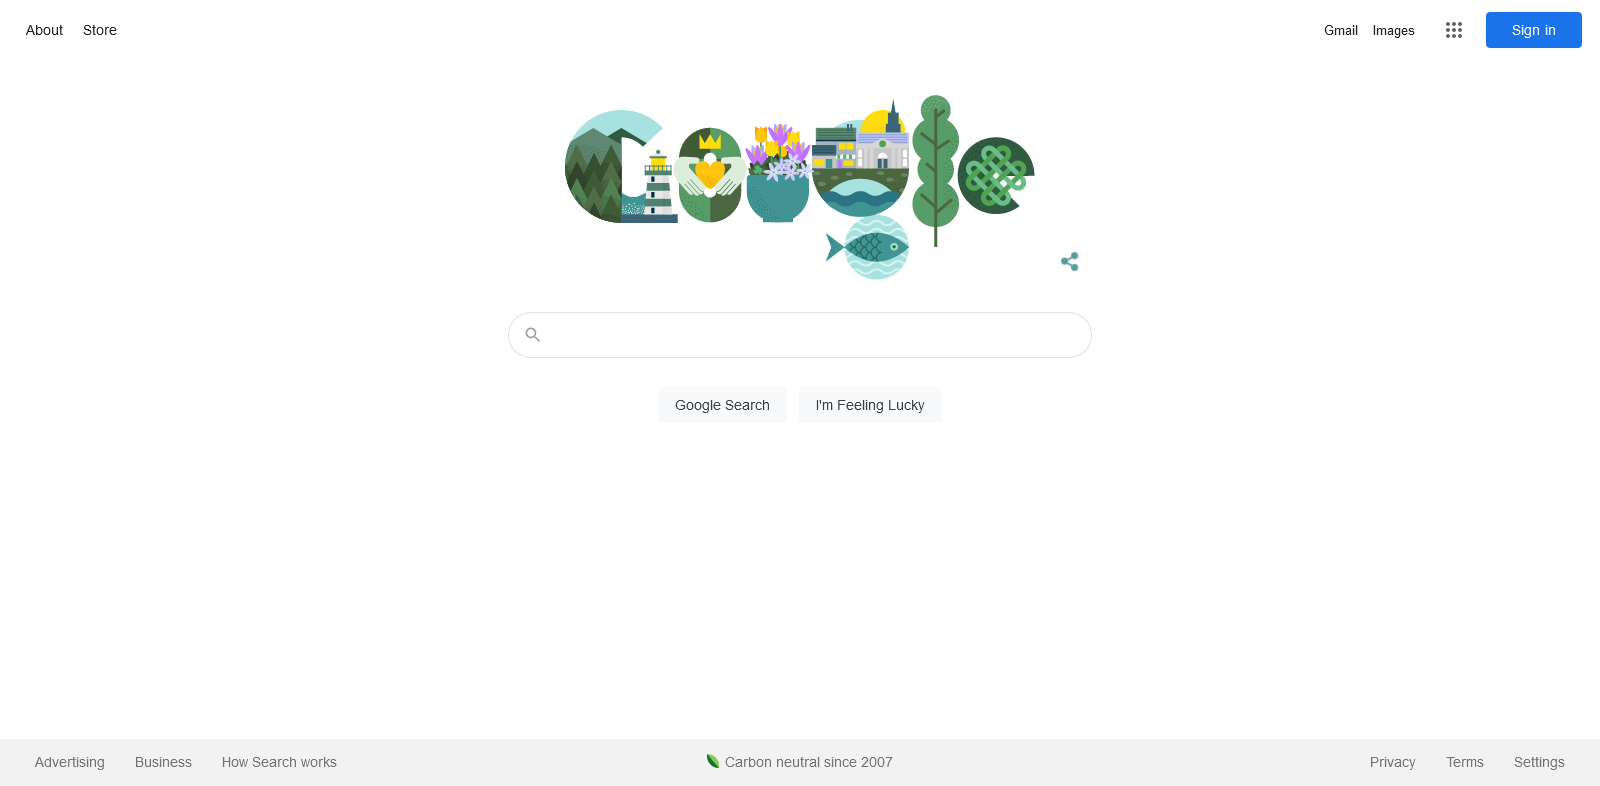 About Store
Gmail Images Sign in
Google Search I'm Feeling Lucky
Advertising Business How Search works
Carbon neutral since 2007
Privacy Terms Settings